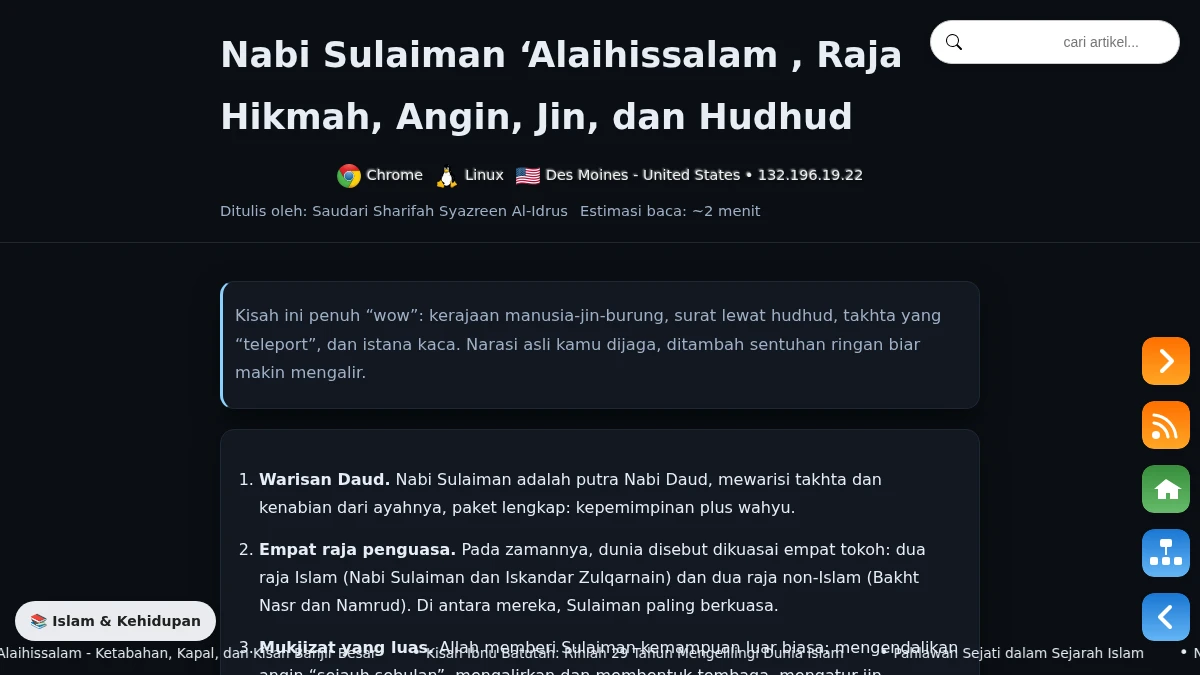 Nabi Sulaiman ‘Alaihissalam , Raja
Hikmah, Angin, Jin, dan Hudhud
cari artikel...
Chrome Linux Des Moines - United States • 132.196.19.22
Ditulis oleh: Saudari Sharifah Syazreen Al-Idrus Estimasi baca: ~2 menit
Kisah ini penuh “wow”: kerajaan manusia-jin-burung, surat lewat hudhud, takhta yang
“teleport”, dan istana kaca. Narasi asli kamu dijaga, ditambah sentuhan ringan biar
makin mengalir.
1. Warisan Daud. Nabi Sulaiman adalah putra Nabi Daud, mewarisi takhta dan
kenabian dari ayahnya, paket lengkap: kepemimpinan plus wahyu.
2. Empat raja penguasa. Pada zamannya, dunia disebut dikuasai empat tokoh: dua
raja Islam (Nabi Sulaiman dan Iskandar Zulqarnain) dan dua raja non-Islam (Bakht
Nasr dan Namrud). Di antara mereka, Sulaiman paling berkuasa.
3. Mukjizat yang luas. Allah memberi Sulaiman kemampuan luar biasa: mengendalikan
angin “sejauh sebulan”, mengalirkan dan membentuk tembaga, mengatur jin,
📚 Islam & Kehidupan
Alaihissalam - Ketabahan, Kapal, dan Kisah Banjir Besar • Kisah Ibnu Batutah: Rihlah 29 Tahun Mengelilingi Dunia Islam • Pahlawan Sejati dalam Sejarah Islam • N